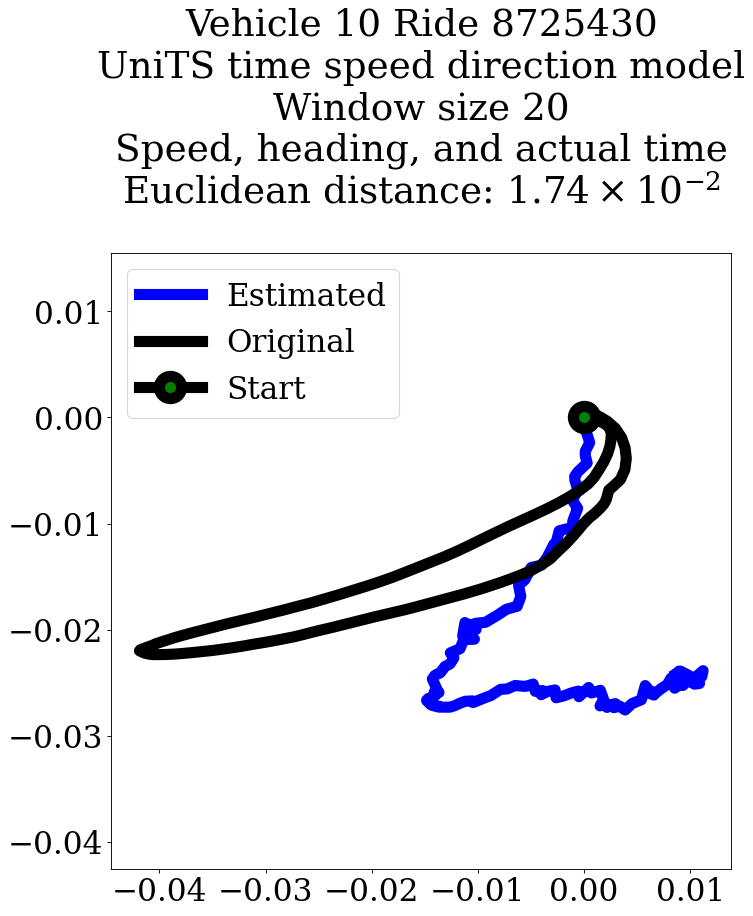 Vehicle 10 Ride 8725430
UniTS time speed direction model
Window size 20
Speed, heading, and actual time
Euclidean distance: 1.74 × 10⁻²
Estimated
Original
Start
0.01
0.00
−0.01
−0.02
−0.03
−0.04
−0.04 −0.03 −0.02 −0.01 0.00 0.01